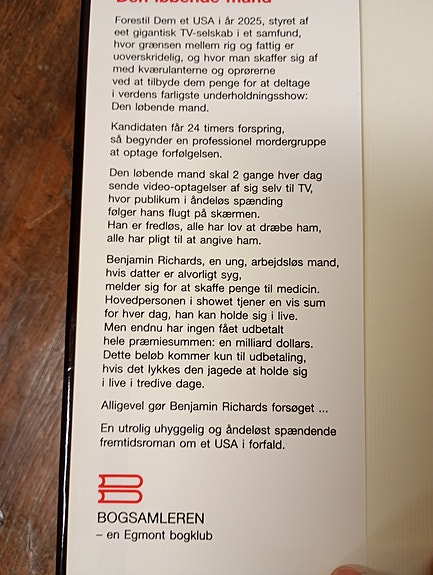 Den løbende mand
Forestil Dem et USA i år 2025, styret af
eet gigantisk TV-selskab i et samfund,
hvor grænsen mellem rig og fattig er
uoverskridelig, og hvor man skaffer sig af
med kværulanterne og oprørerne
ved at tilbyde dem penge for at deltage
i verdens farligste underholdningsshow:
Den løbende mand.
Kandidaten får 24 timers forspring,
så begynder en professionel mordergruppe
at optage forfølgelsen.
Den løbende mand skal 2 gange hver dag
sende video-optagelser af sig selv til TV,
hvor publikum i åndeløs spænding
følger hans flugt på skærmen.
Han er fredløs, alle har lov at dræbe ham,
alle har pligt til at angive ham.
Benjamin Richards, en ung, arbejdsløs mand,
hvis datter er alvorligt syg,
melder sig for at skaffe penge til medicin.
Hovedpersonen i showet tjener en vis sum
for hver dag, han kan holde sig i live.
Men endnu har ingen fået udbetalt
hele præmiesummen: en milliard dollars.
Dette beløb kommer kun til udbetaling,
hvis det lykkes den jagede at holde sig
i live i tredive dage.
Alligevel gør Benjamin Richards forsøget ...
En utrolig uhyggelig og åndeløst spændende
fremtidsroman om et USA i forfald.
BOGSAMLEREN
– en Egmont bogklub